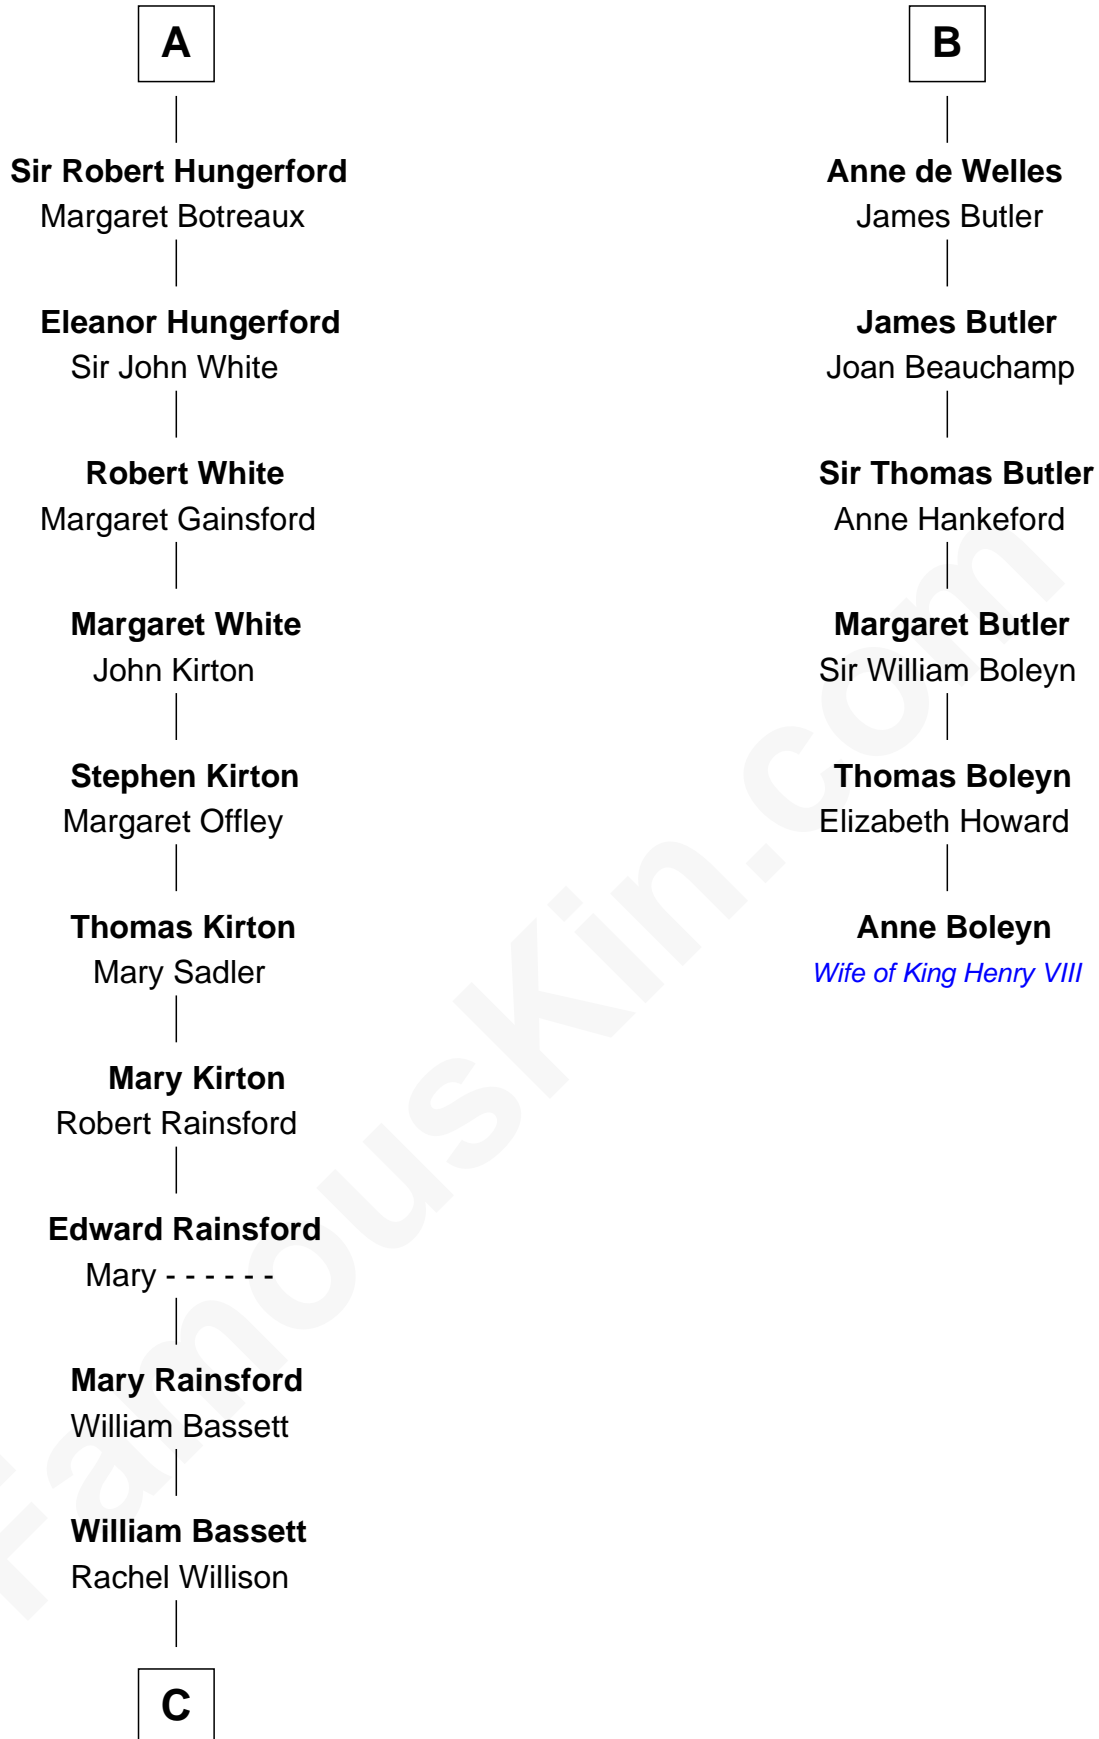 A
Sir Robert Hungerford
Margaret Botreaux
Eleanor Hungerford
Sir John White
Robert White
Margaret Gainsford
Margaret White
John Kirton
Stephen Kirton
Margaret Offley
Thomas Kirton
Mary Sadler
Mary Kirton
Robert Rainsford
Edward Rainsford
Mary - - - - - -
Mary Rainsford
William Bassett
William Bassett
Rachel Willison
C
B
Anne de Welles
James Butler
James Butler
Joan Beauchamp
Sir Thomas Butler
Anne Hankeford
Margaret Butler
Sir William Boleyn
Thomas Boleyn
Elizabeth Howard
Anne Boleyn
Wife of King Henry VIII
FamousKin.com